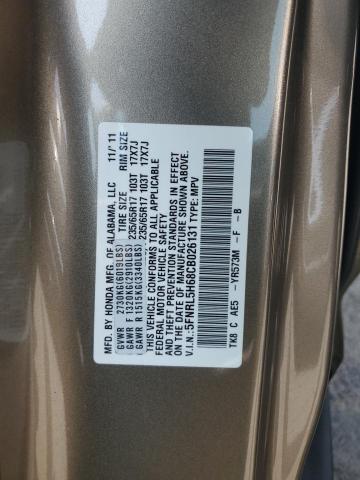 MFD. BY HONDA MFG. OF ALABAMA, LLC 11/ 11
TIRE SIZE RIM SIZE
GVWR 2730KG(6019LBS)
GAWR F 1320KG(2910LBS) 235/65R17 103T 17X7J
GAWR R 1515KG(3340LBS) 235/65R17 103T 17X7J
THIS VEHICLE CONFORMS TO ALL APPLICABLE
FEDERAL MOTOR VEHICLE SAFETY, BUMPER,
AND THEFT PREVENTION STANDARDS IN EFFECT
ON THE DATE OF MANUFACTURE SHOWN ABOVE.
V.I.N.:5FNRL5H68CB026131 TYPE: MPV
TK8 C AE5 -YR573M -F -B